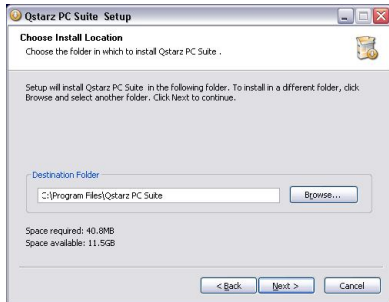 Qstarz PC Suite Setup
Choose Install Location
Choose the folder in which to install Qstarz PC Suite .
Setup will install Qstarz PC Suite in the following folder. To install in a different folder, click
Browse and select another folder. Click Next to continue.
Destination Folder
C:\Program Files\Qstarz PC Suite
Browse...
Space required: 40.8MB
Space available: 11.5GB
< Back Next > Cancel